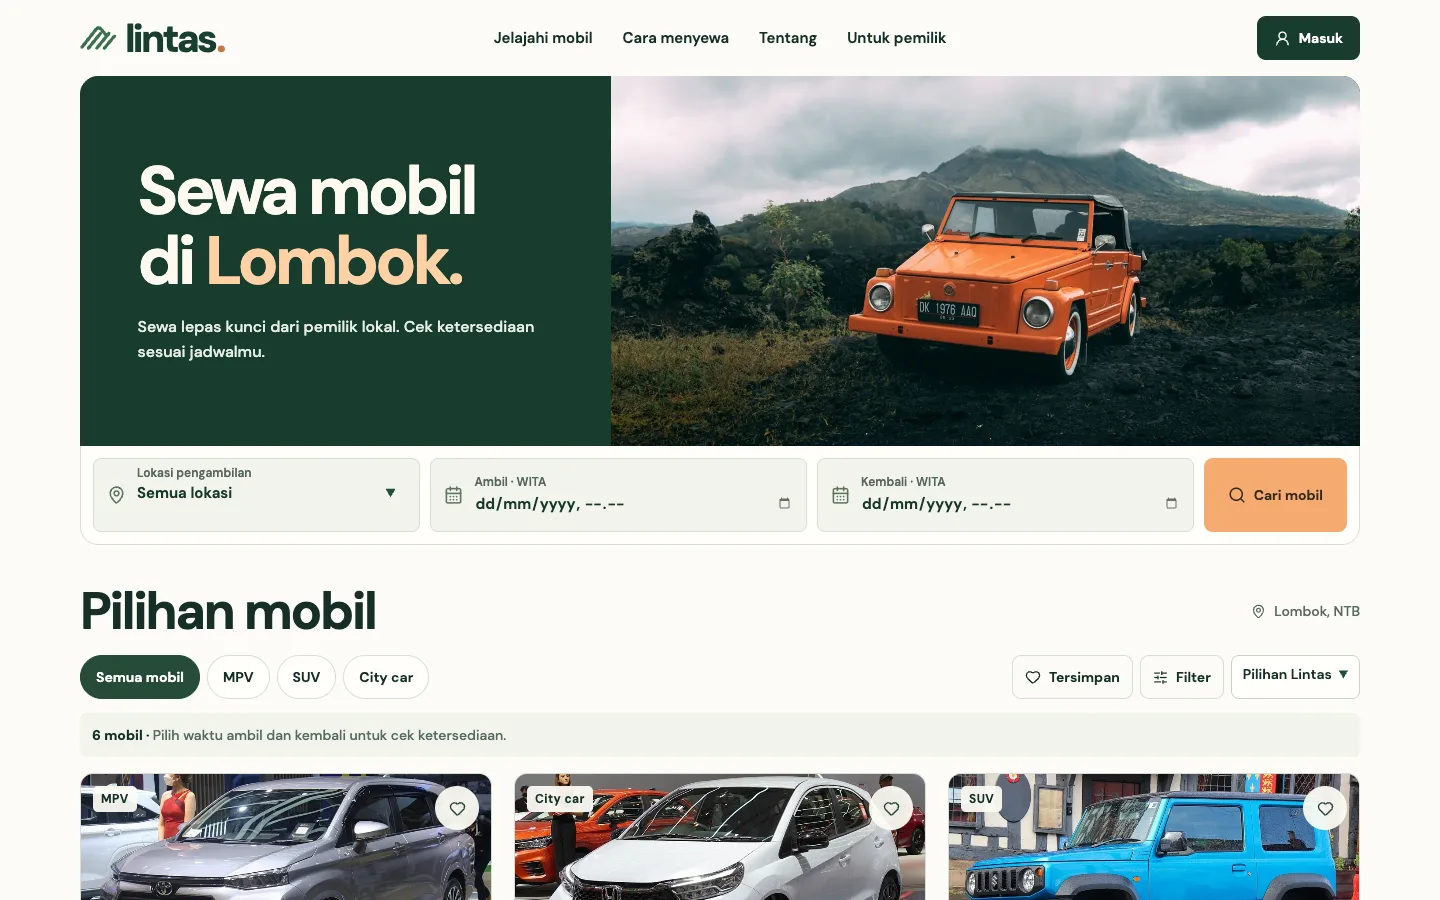 lintas.
Jelajahi mobil
Cara menyewa
Tentang
Untuk pemilik
Masuk
Sewa mobil
di Lombok.
Sewa lepas kunci dari pemilik lokal. Cek ketersediaan
sesuai jadwalmu.
DK 1976 AAQ
Lokasi pengambilan
Semua lokasi
Ambil · WITA
dd/mm/yyyy, --.--
Kembali · WITA
dd/mm/yyyy, --.--
Cari mobil
Pilihan mobil
Lombok, NTB
Semua mobil
MPV
SUV
City car
Tersimpan
Filter
Pilihan Lintas
6 mobil · Pilih waktu ambil dan kembali untuk cek ketersediaan.
MPV
City car
SUV